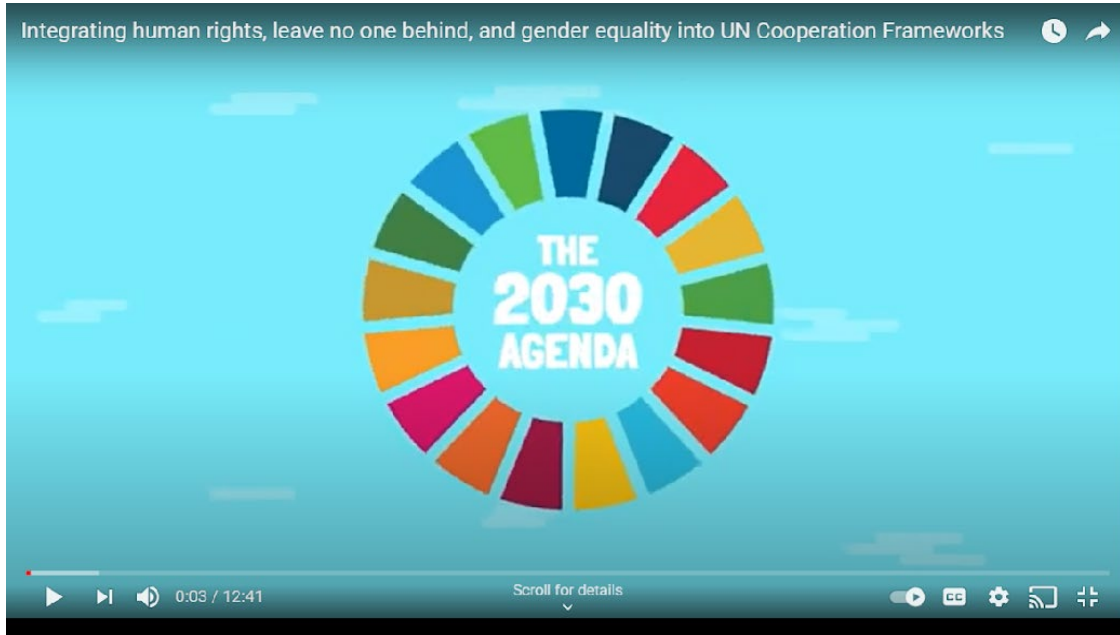 Integrating human rights, leave no one behind, and gender equality into UN Cooperation Frameworks
THE
2030
AGENDA
0:03 / 12:41
Scroll for details
CC